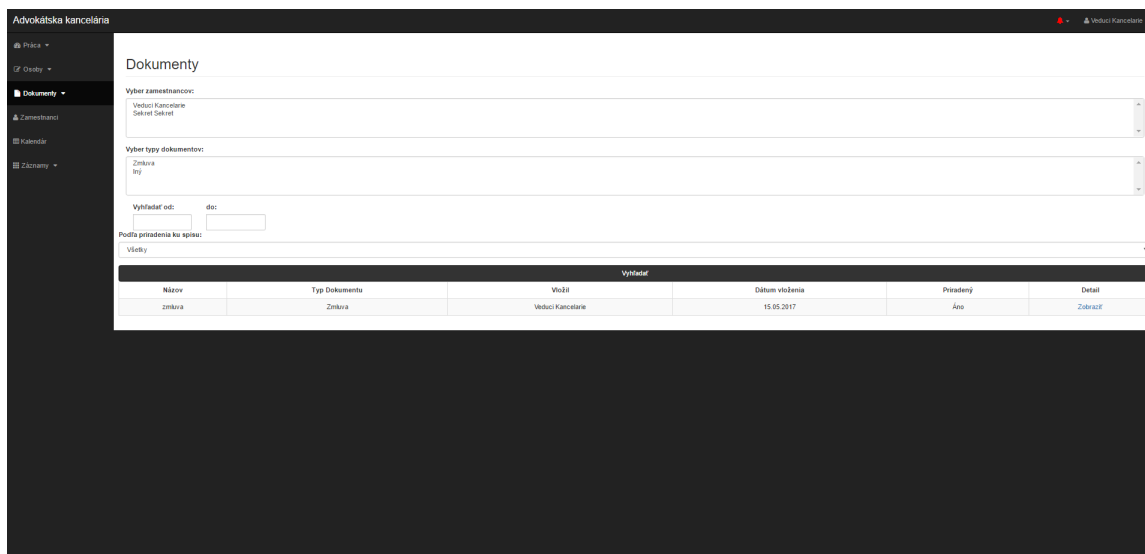 Advokátska kancelária
Veduci Kancelarie
Práca
Osoby
Dokumenty
Zamestnanci
Kalendár
Záznamy
Dokumenty
Vyber zamestnancov:
Veduci Kancelarie
Sekret Sekret
Vyber typy dokumentov:
Zmluva
Iný
Vyhľadať od: do:
Podľa priradenia ku spisu:
Všetky
Vyhľadať
Názov Typ Dokumentu Vložil Dátum vloženia Priradený Detail
zmluva Zmluva Veduci Kancelarie 15.05.2017 Áno Zobraziť